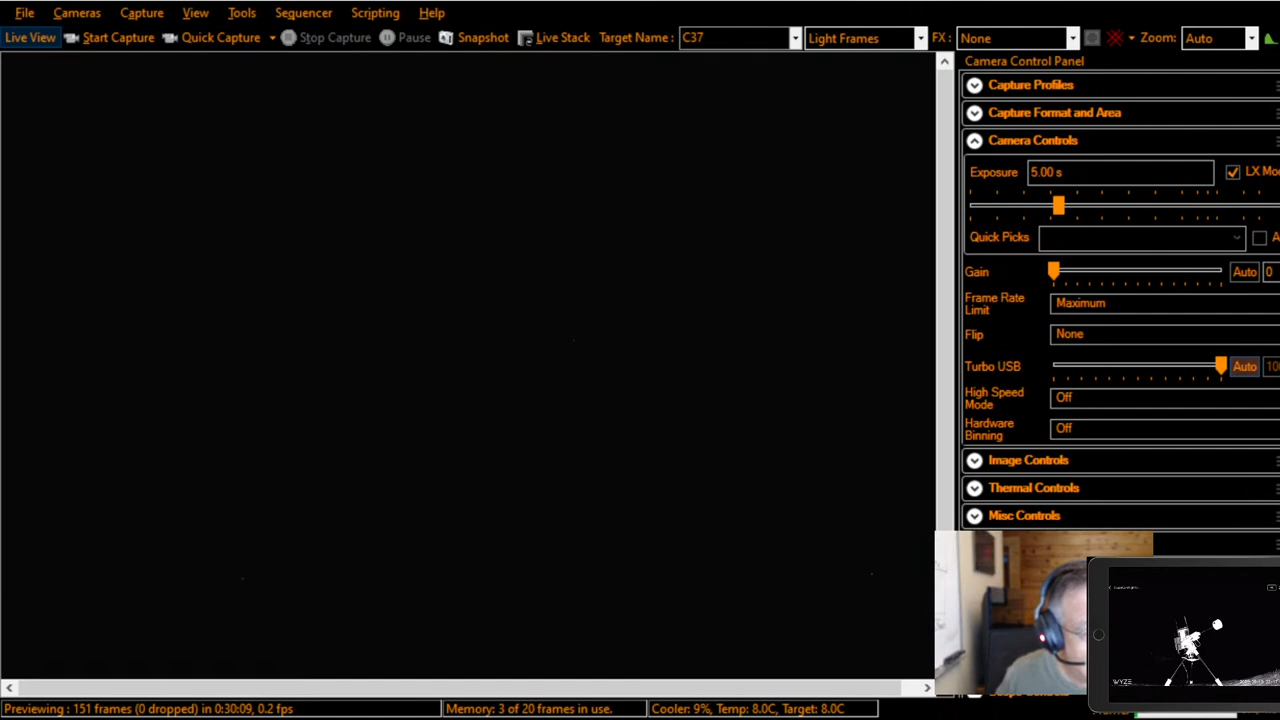 File Cameras Capture View Tools Sequencer Scripting Help
Live View Start Capture Quick Capture Stop Capture Pause Snapshot Live Stack Target Name : C37 Light Frames FX : None Zoom: Auto
Camera Control Panel
Capture Profiles
Capture Format and Area
Camera Controls
Exposure 5.00 s LX Mo
Quick Picks A
Gain Auto 0
Frame Rate
Limit
Maximum
Flip None
Turbo USB Auto 10
High Speed
Mode
Off
Hardware
Binning
Off
Image Controls
Thermal Controls
Misc Controls
WYZE
Previewing : 151 frames (0 dropped) in 0:30:09, 0.2 fps Memory: 3 of 20 frames in use. Cooler: 9%, Temp: 8.0C, Target: 8.0C